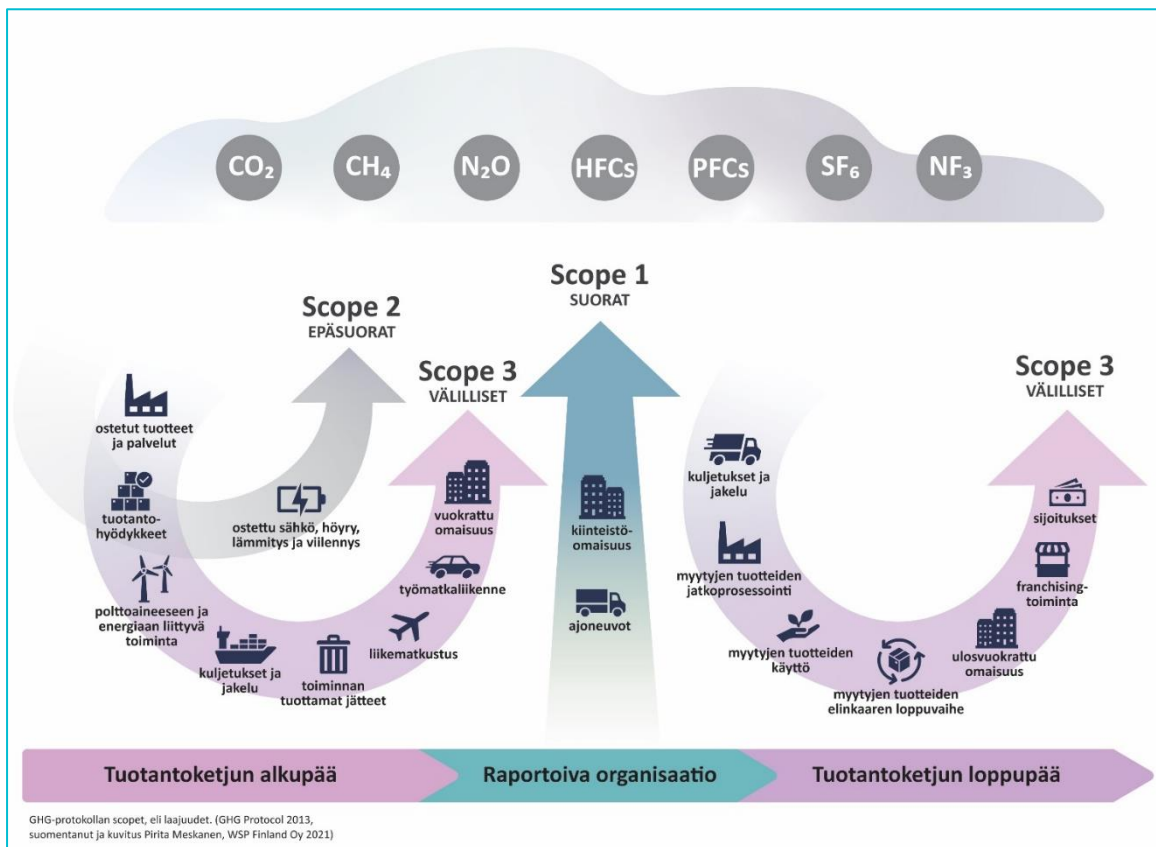 CO₂
CH₄
N₂O
HFCs
PFCs
SF₆
NF₃
Scope 2
EPÄSUORAT
Scope 3
VÄLILLISET
Scope 1
SUORAT
Scope 3
VÄLILLISET
ostetut tuotteet
ja palvelut
tuotanto-
hyödykkeet
polttoaineeseen ja
energiaan liittyvä
toiminta
kuljetukset ja
jakelu
toiminnan
tuottamat jätteet
liikematkustus
työmatkaliikenne
vuokrattu
omaisuus
ostettu sähkö, höyry,
lämmitys ja viilennys
kiinteistö-
omaisuus
ajoneuvot
kuljetukset ja
jakelu
myytyjen tuotteiden
jatkoprosessointi
myytyjen tuotteiden
käyttö
myytyjen tuotteiden
elinkaaren loppuvaihe
ulosvuokrattu
omaisuus
franchising-
toiminta
sijoitukset
Tuotantoketjun alkupää
Raportoiva organisaatio
Tuotantoketjun loppupää
GHG-protokollan scopet, eli laajuudet. (GHG Protocol 2013,
suomentanut ja kuvitus Pirita Meskanen, WSP Finland Oy 2021)